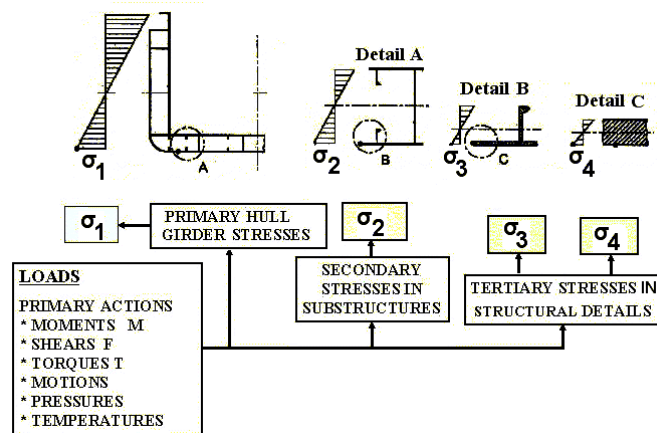 Detail A
Detail B
Detail C
σ1
A
σ2
B
σ3
C
σ4
σ1
PRIMARY HULL
GIRDER STRESSES
σ2
σ3
σ4
SECONDARY
STRESSES IN
SUBSTRUCTURES
TERTIARY STRESSES IN
STRUCTURAL DETAILS
LOADS
PRIMARY ACTIONS
* MOMENTS M
* SHEARS F
* TORQUES T
* MOTIONS
* PRESSURES
* TEMPERATURES